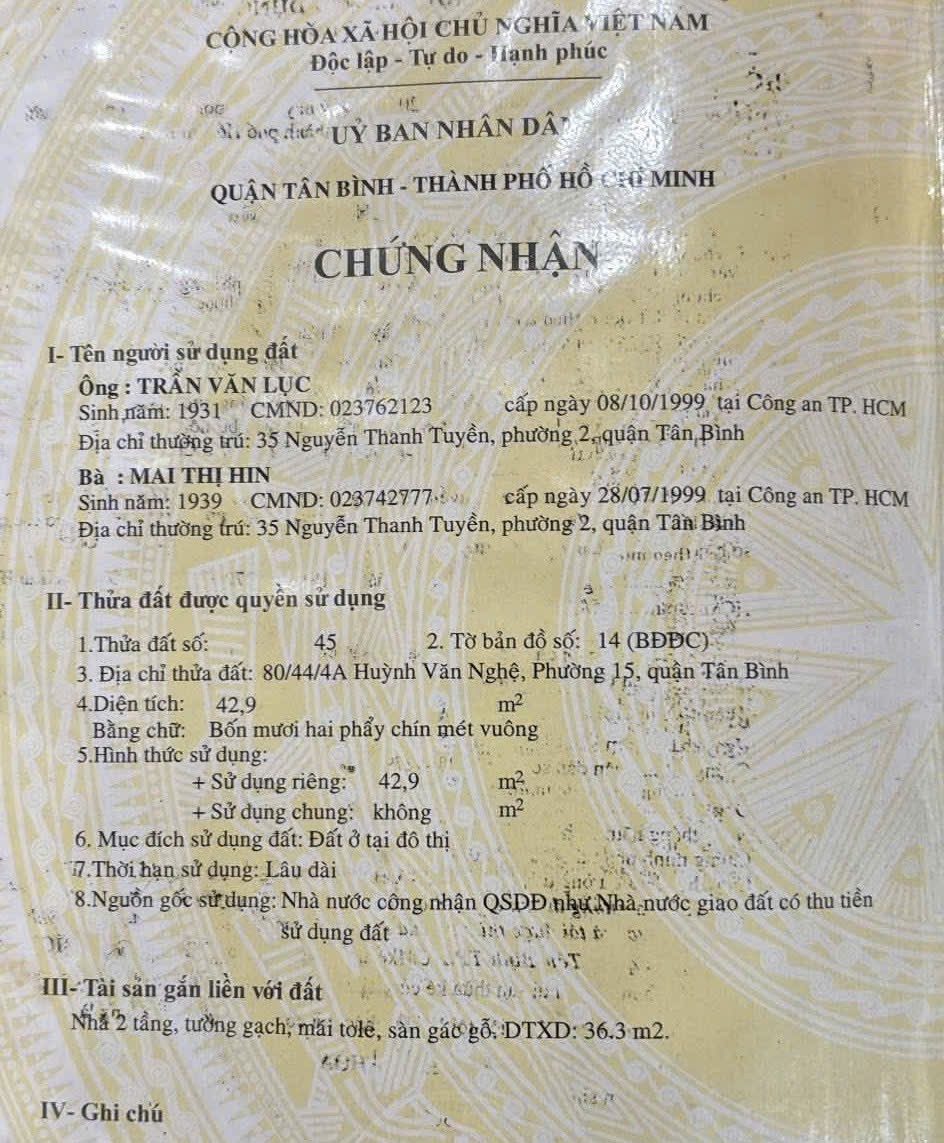 CỘNG HÒA XÃ HỘI CHỦ NGHĨA VIỆT NAM
Độc lập - Tự do - Hạnh phúc
UỶ BAN NHÂN DÂN
QUẬN TÂN BÌNH - THÀNH PHỐ HỒ CHÍ MINH
CHỨNG NHẬN
I- Tên người sử dụng đất
Ông : TRẦN VĂN LỤC
Sinh năm: 1931 CMND: 023762123 cấp ngày 08/10/1999 tại Công an TP. HCM
Địa chỉ thường trú: 35 Nguyễn Thanh Tuyền, phường 2, quận Tân Bình
Bà : MAI THỊ HIN
Sinh năm: 1939 CMND: 023742777 cấp ngày 28/07/1999 tại Công an TP. HCM
Địa chỉ thường trú: 35 Nguyễn Thanh Tuyền, phường 2, quận Tân Bình
II- Thửa đất được quyền sử dụng
1.Thửa đất số: 45 2. Tờ bản đồ số: 14 (BĐĐC)
3. Địa chỉ thửa đất: 80/44/4A Huỳnh Văn Nghệ, Phường 15, quận Tân Bình
4.Diện tích: 42,9 m²
Bằng chữ: Bốn mươi hai phẩy chín mét vuông
5.Hình thức sử dụng:
+ Sử dụng riêng: 42,9 m²
+ Sử dụng chung: không m²
6. Mục đích sử dụng đất: Đất ở tại đô thị
7.Thời hạn sử dụng: Lâu dài
8.Nguồn gốc sử dụng: Nhà nước công nhận QSDĐ như Nhà nước giao đất có thu tiền
sử dụng đất
III- Tài sản gắn liền với đất
Nhà 2 tầng, tường gạch, mái tole, sàn gác gỗ, DTXD: 36.3 m2.
IV- Ghi chú